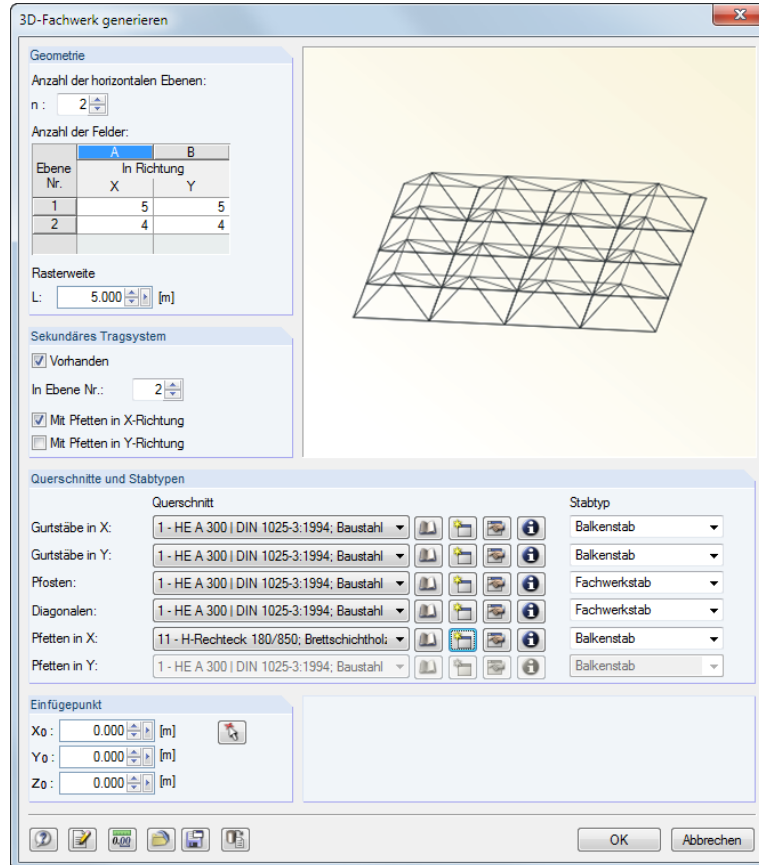 3D-Fachwerk generieren
Geometrie
Anzahl der horizontalen Ebenen:
n : 2
Anzahl der Felder:
A B
Ebene Nr. In Richtung
X Y
1 5 5
2 4 4
Rasterweite
L: 5.000 [m]
Sekundäres Tragsystem
Vorhanden
In Ebene Nr.: 2
Mit Pfetten in X-Richtung
Mit Pfetten in Y-Richtung
Querschnitte und Stabtypen
Querschnitt Stabtyp
Gurtstäbe in X: 1 - HE A 300 | DIN 1025-3:1994; Baustahl Balkenstab
Gurtstäbe in Y: 1 - HE A 300 | DIN 1025-3:1994; Baustahl Balkenstab
Pfosten: 1 - HE A 300 | DIN 1025-3:1994; Baustahl Fachwerkstab
Diagonalen: 1 - HE A 300 | DIN 1025-3:1994; Baustahl Fachwerkstab
Pfetten in X: 11 - H-Rechteck 180/850; Brettschichtholz Balkenstab
Pfetten in Y: 1 - HE A 300 | DIN 1025-3:1994; Baustahl Balkenstab
Einfügepunkt
X0 : 0.000 [m]
Y0 : 0.000 [m]
Z0 : 0.000 [m]
0.00
OK Abbrechen